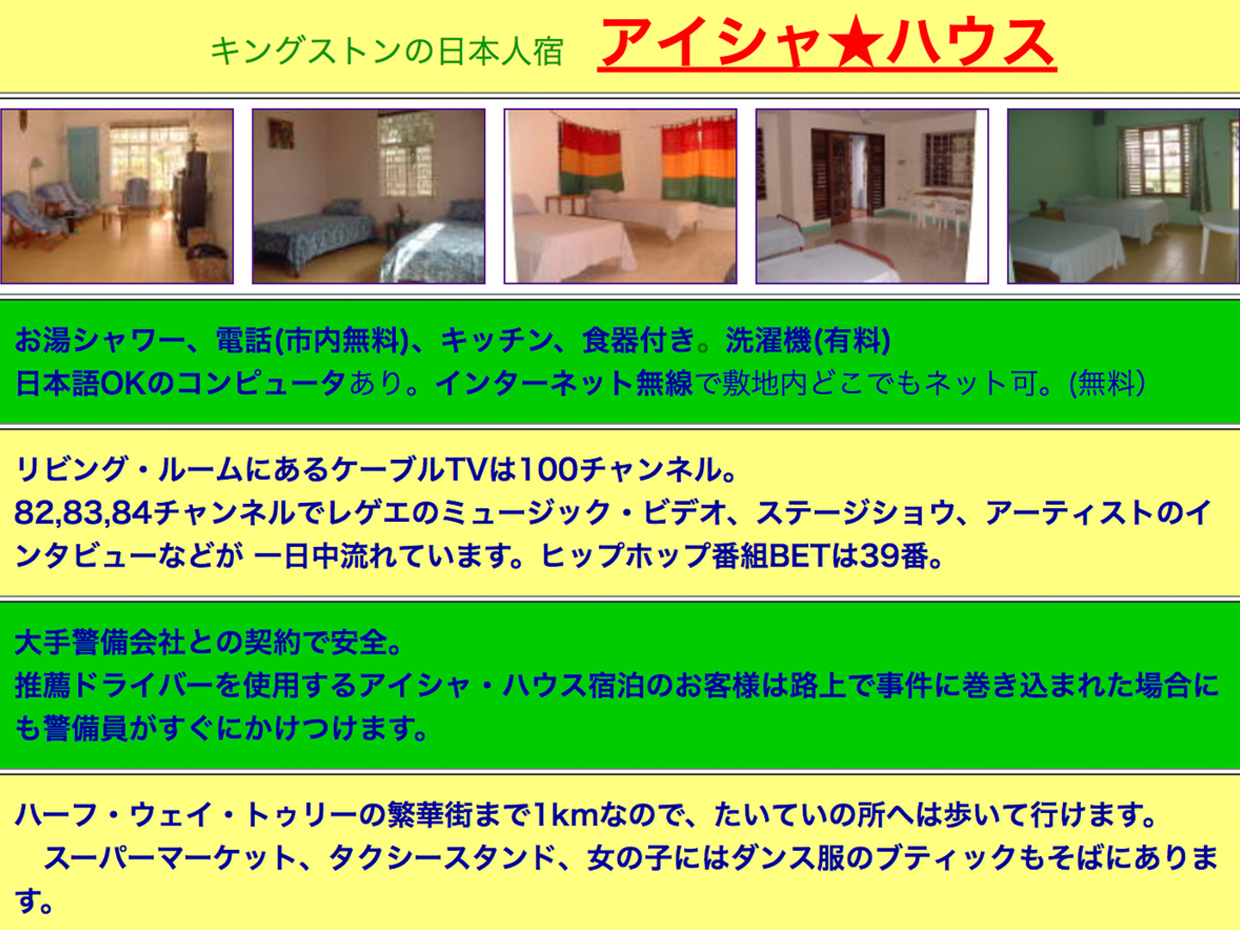 キングストンの日本人宿 アイシャ★ハウス
お湯シャワー、電話(市内無料)、キッチン、食器付き。洗濯機(有料)
日本語OKのコンピュータあり。インターネット無線で敷地内どこでもネット可。(無料）
リビング・ルームにあるケーブルTVは100チャンネル。
82,83,84チャンネルでレゲエのミュージック・ビデオ、ステージショウ、アーティストのイ
ンタビューなどが 一日中流れています。ヒップホップ番組BETは39番。
大手警備会社との契約で安全。
推薦ドライバーを使用するアイシャ・ハウス宿泊のお客様は路上で事件に巻き込まれた場合に
も警備員がすぐにかけつけます。
ハーフ・ウェイ・トゥリーの繁華街まで1kmなので、たいていの所へは歩いて行けます。
　スーパーマーケット、タクシースタンド、女の子にはダンス服のブティックもそばにありま
す。